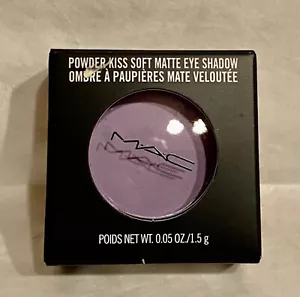 POWDER KISS SOFT MATTE EYE SHADOW
OMBRE À PAUPIÈRES MATE VELOUTÉE
MAC
POIDS NET WT. 0.05 OZ./1.5 g